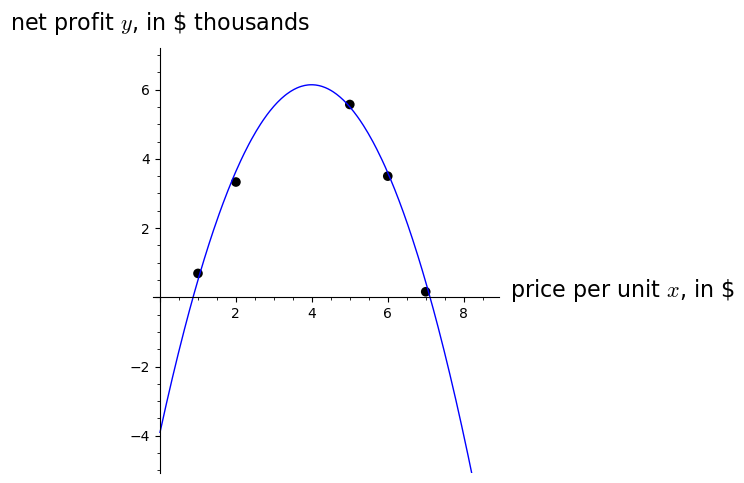 net profit y, in $ thousands
6
4
2
price per unit x, in $
2 4 6 8
−2
−4